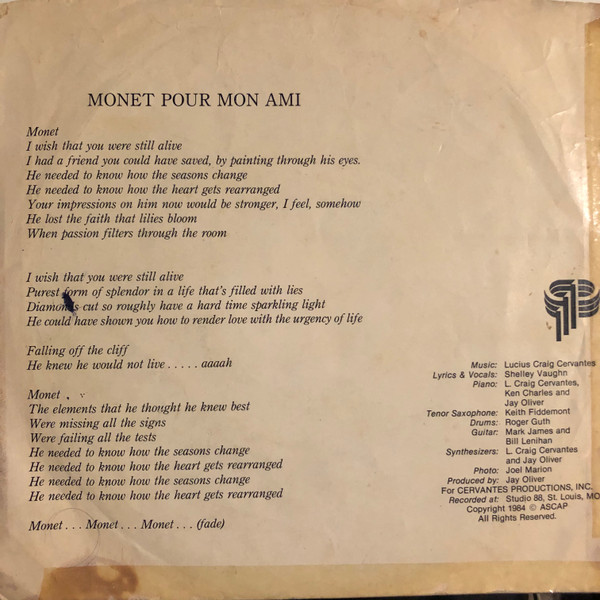 MONET POUR MON AMI
Monet
I wish that you were still alive
I had a friend you could have saved, by painting through his eyes.
He needed to know how the seasons change
He needed to know how the heart gets rearranged
Your impressions on him now would be stronger, I feel, somehow
He lost the faith that lilies bloom
When passion filters through the room
I wish that you were still alive
Purest form of splendor in a life that's filled with lies
Diamonds cut so roughly have a hard time sparkling light
He could have shown you how to render love with the urgency of life
Falling off the cliff
He knew he would not live . . . . . aaaah
Monet .
The elements that he thought he knew best
Were missing all the signs
Were failing all the tests
He needed to know how the seasons change
He needed to know how the heart gets rearranged
He needed to know how the seasons change
He needed to know how the heart gets rearranged
Monet . . . Monet . . . Monet . . . (fade)
Music: Lucius Craig Cervantes
Lyrics & Vocals: Shelley Vaughn
Piano: L. Craig Cervantes,
Ken Charles and
Jay Oliver
Tenor Saxophone: Keith Fiddemont
Drums: Roger Guth
Guitar: Mark James and
Bill Lenihan
Synthesizers: L. Craig Cervantes
and Jay Oliver
Photo: Joel Marion
Produced by: Jay Oliver
For CERVANTES PRODUCTIONS, INC.
Recorded at: Studio 88, St. Louis, MO
Copyright 1984 © ASCAP
All Rights Reserved.